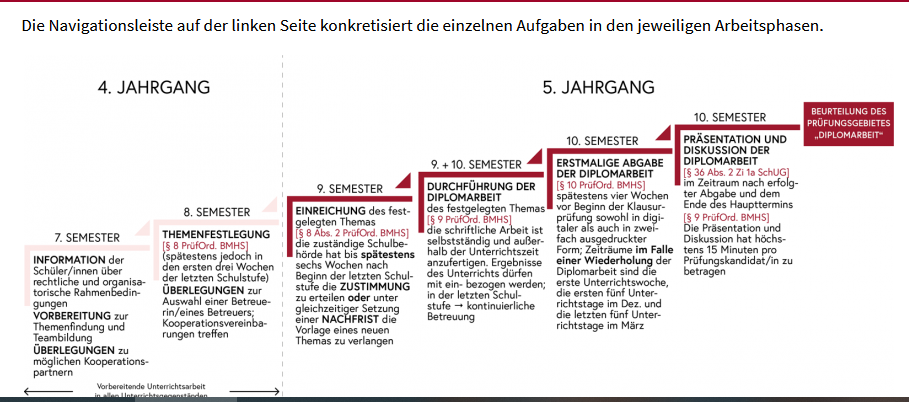 Die Navigationsleiste auf der linken Seite konkretisiert die einzelnen Aufgaben in den jeweiligen Arbeitsphasen.
4. JAHRGANG
5. JAHRGANG
7. SEMESTER
INFORMATION der
Schüler/innen über
rechtliche und organisa-
torische Rahmenbedin-
gungen
VORBEREITUNG zur
Themenfindung und
Teambildung
ÜBERLEGUNGEN zu
möglichen Kooperations-
partnern
8. SEMESTER
THEMENFESTLEGUNG
[§ 8 PrüfOrd. BMHS]
(spätestens jedoch in
den ersten drei Wochen
der letzten Schulstufe)
ÜBERLEGUNGEN zur
Auswahl einer Betreue-
rin/eines Betreuers;
Kooperationsvereinba-
rungen treffen
Vorbereitende Unterrichtsarbeit
in allen Unterrichtsgegenständen
9. SEMESTER
EINREICHUNG des fest-
gelegten Themas
[§ 8 Abs. 2 PrüfOrd. BMHS]
die zuständige Schulbe-
hörde hat bis spätestens
sechs Wochen nach
Beginn der letzten Schul-
stufe die ZUSTIMMUNG
zu erteilen oder unter
gleichzeitiger Setzung
einer NACHFRIST die
Vorlage eines neuen
Themas zu verlangen
9. + 10. SEMESTER
DURCHFÜHRUNG DER
DIPLOMARBEIT
des festgelegten Themas
[§ 9 PrüfOrd. BMHS]
die schriftliche Arbeit ist
selbstständig und außer-
halb der Unterrichtszeit
anzufertigen. Ergebnisse
des Unterrichts dürfen
mit ein- bezogen werden;
in der letzten Schul-
stufe → kontinuierliche
Betreuung
10. SEMESTER
ERSTMALIGE ABGABE
DER DIPLOMARBEIT
[§ 10 PrüfOrd. BMHS]
spätestens vier Wochen
vor Beginn der Klausur-
prüfung sowohl in digi-
taler als auch in zwei-
fach ausgedruckter
Form; Zeiträume im Falle
einer Wiederholung der
Diplomarbeit sind die
erste Unterrichtswoche,
die ersten fünf Unter-
richtstage im Dez. und
die letzten fünf Unter-
richtstage im März
10. SEMESTER
PRÄSENTATION UND
DISKUSSION DER
DIPLOMARBEIT
[§ 36 Abs. 2 Zi 1a SchUG]
im Zeitraum nach erfolg-
ter Abgabe und dem
Ende des Haupttermins
[§ 9 PrüfOrd. BMHS]
Die Präsentation und
Diskussion hat höchs-
tens 15 Minuten pro
Prüfungskandidat/in zu
betragen
BEURTEILUNG DES
PRÜFUNGSGEBIETES
„DIPLOMARBEIT“